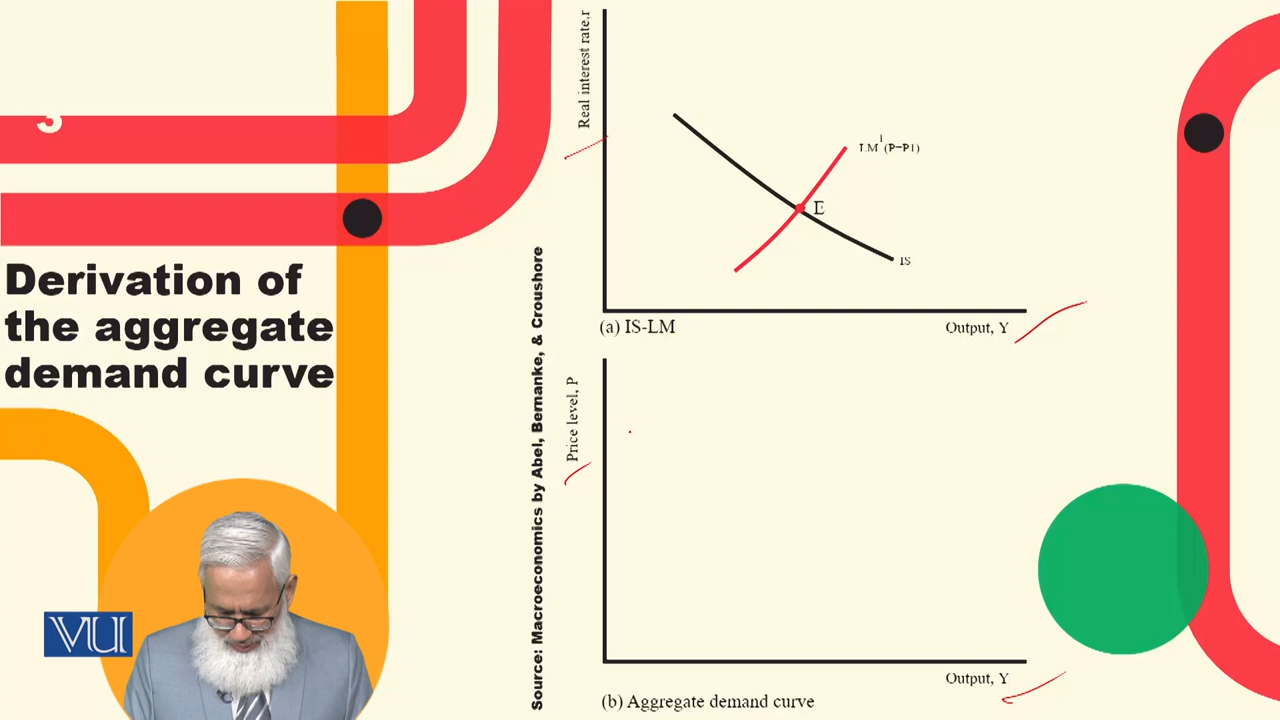 3
Derivation of
the aggregate
demand curve
VU
Source: Macroeconomics by Abel, Bernanke, & Croushore
Real interest rate,r
LM¹(P=P1)
E
IS
(a) IS-LM
Output, Y
Price level, P
Output, Y
(b) Aggregate demand curve